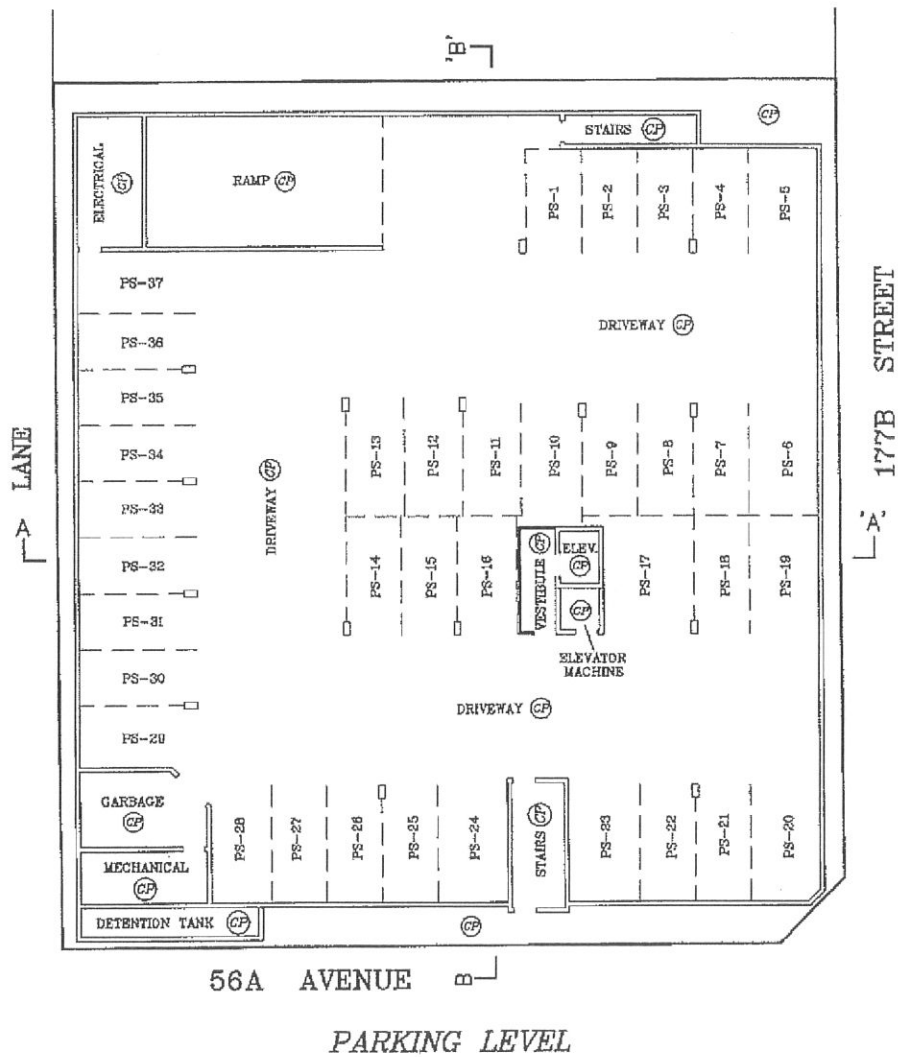 'B'
STAIRS CP
CP
ELECTRICAL CP
RAMP CP
PS-1
PS-2
PS-3
PS-4
PS-5
PS-37
DRIVEWAY CP
PS-36
PS-35
PS-34
PS-33
PS-32
PS-31
PS-30
PS-29
LANE
A
177B STREET
'A'
DRIVEWAY CP
PS-13
PS-12
PS-11
PS-10
PS-9
PS-8
PS-7
PS-6
PS-14
PS-15
PS-16
VESTIBULE CP
ELEV.
CP
CP
PS-17
PS-18
PS-19
ELEVATOR
MACHINE
DRIVEWAY CP
GARBAGE
CP
MECHANICAL
CP
DETENTION TANK CP
PS-28
PS-27
PS-26
PS-25
PS-24
STAIRS CP
PS-23
PS-22
PS-21
PS-20
CP
56A AVENUE
B
PARKING LEVEL